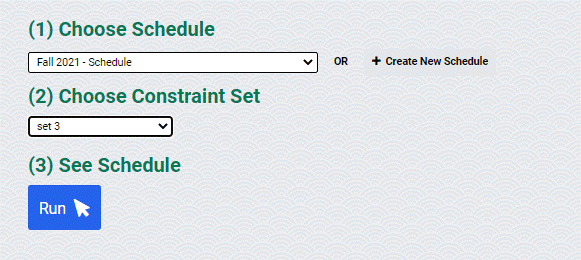 (1) Choose Schedule
Fall 2021 - Schedule OR + Create New Schedule
(2) Choose Constraint Set
set 3
(3) See Schedule
Run